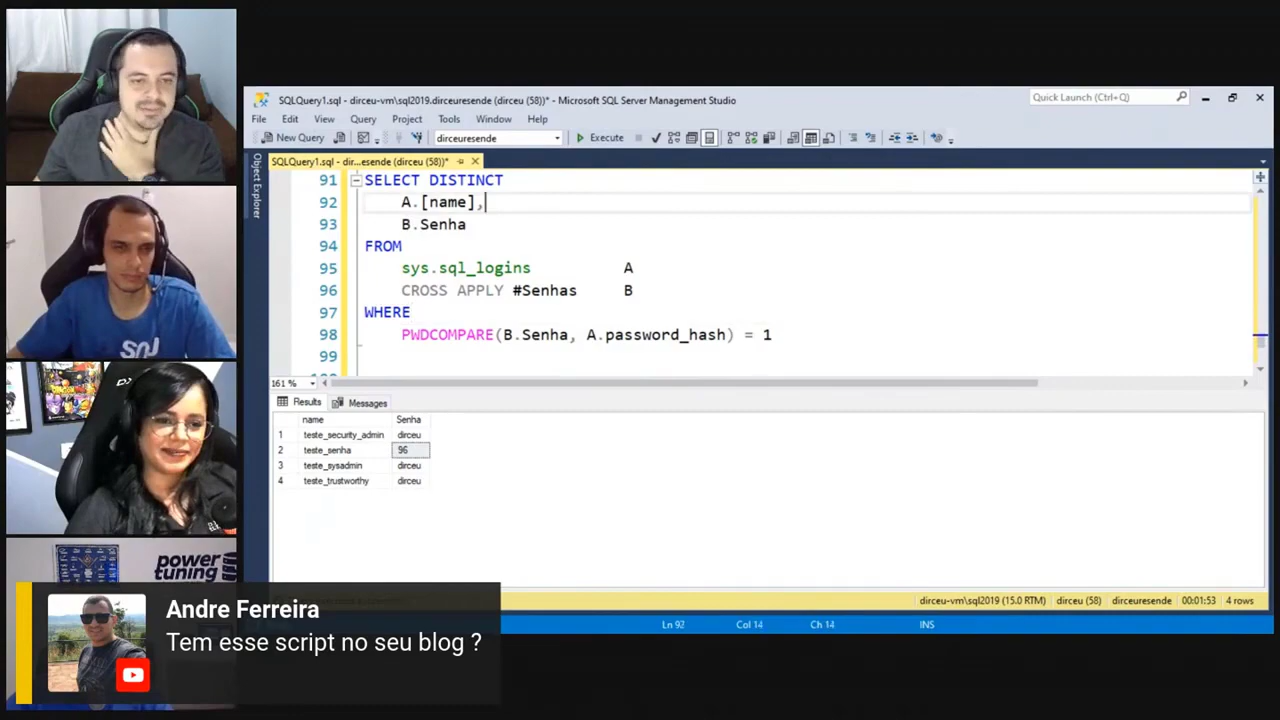 SQLQuery1.sql - dirceu-vm\sql2019.dirceuresende (dirceu (58))* - Microsoft SQL Server Management Studio
Quick Launch (Ctrl+Q)
File Edit View Query Project Tools Window Help
New Query dirceuresende Execute
SQLQuery1.sql - dir...esende (dirceu (58))*
Object Explorer
91 SELECT DISTINCT
92 A.[name],
93 B.Senha
94 FROM
95 sys.sql_logins A
96 CROSS APPLY #Senhas B
97 WHERE
98 PWDCOMPARE(B.Senha, A.password_hash) = 1
99
161 %
Results Messages
name Senha
1 teste_security_admin dirceu
2 teste_senha 96
3 teste_sysadmin dirceu
4 teste_trustworthy dirceu
dirceu-vm\sql2019 (15.0 RTM) dirceu (58) dirceuresende 00:01:53 4 rows
Ln 92 Col 14 Ch 14 INS
power
tuning
Andre Ferreira
Tem esse script no seu blog ?